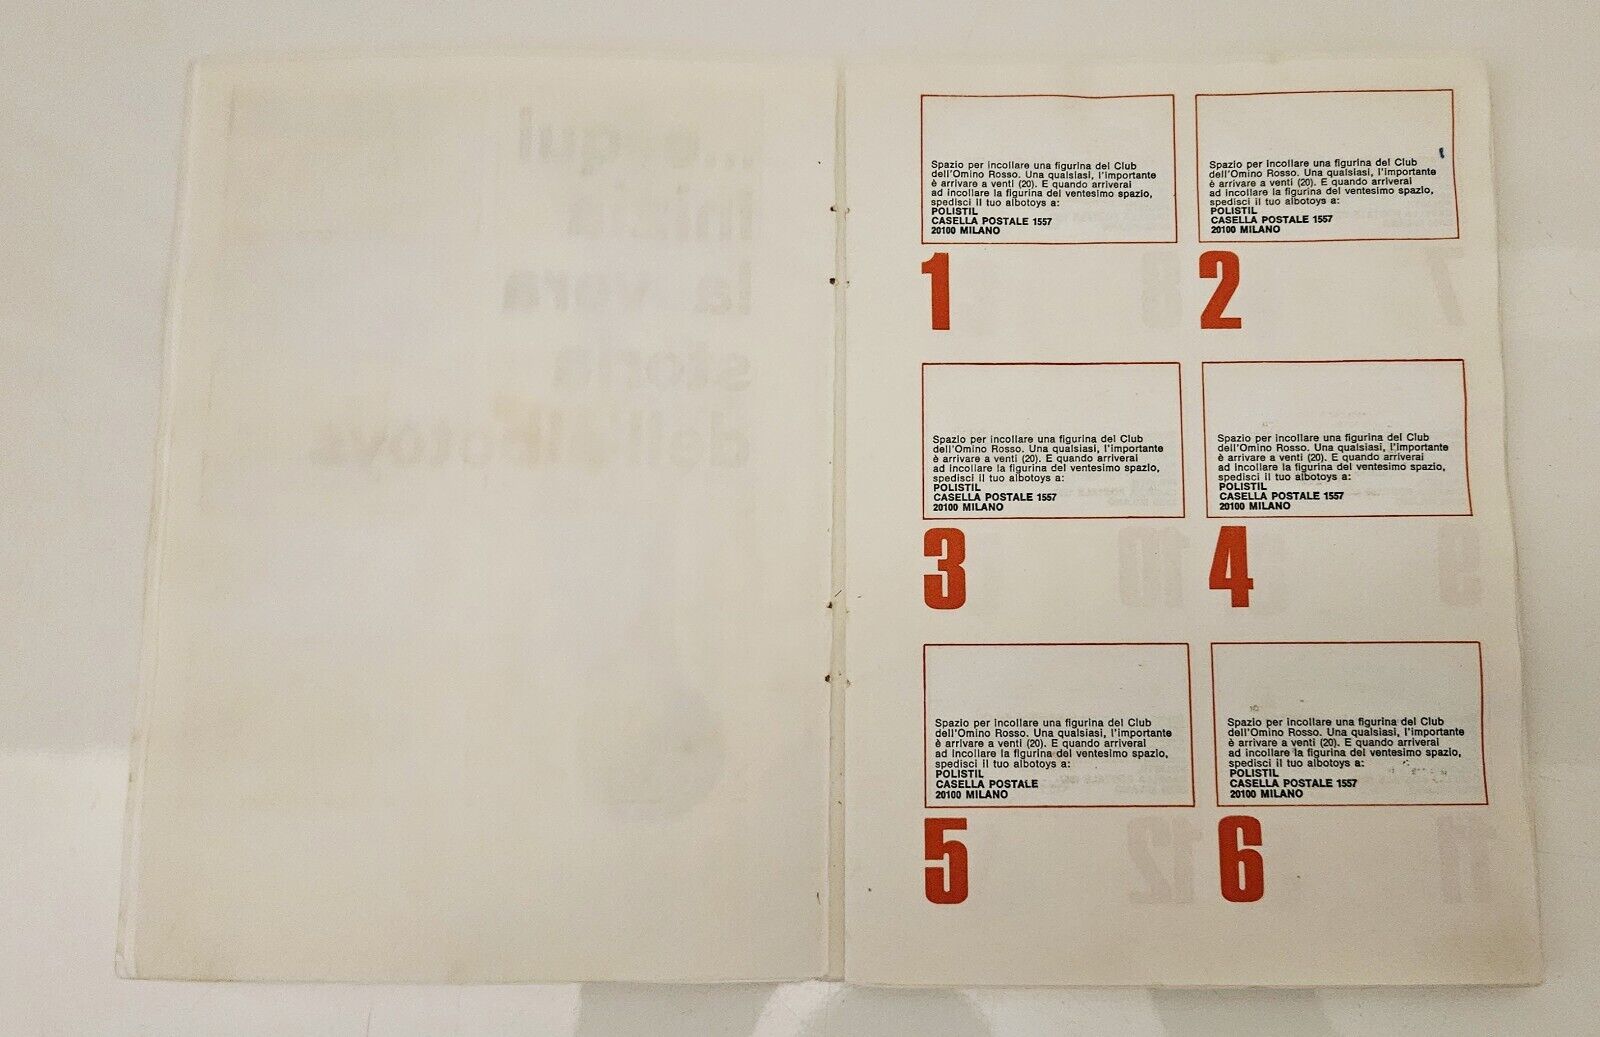 Spazio per incollare una figurina del Club
dell'Omino Rosso. Una qualsiasi, l'importante
è arrivare a venti (20). E quando arriverai
ad incollare la figurina del ventesimo spazio,
spedisci il tuo albotoys a:
POLISTIL
CASELLA POSTALE 1557
20100 MILANO
1
Spazio per incollare una figurina del Club
dell'Omino Rosso. Una qualsiasi, l'importante
è arrivare a venti (20). E quando arriverai
ad incollare la figurina del ventesimo spazio,
spedisci il tuo albotoys a:
POLISTIL
CASELLA POSTALE 1557
20100 MILANO
2
Spazio per incollare una figurina del Club
dell'Omino Rosso. Una qualsiasi, l'importante
è arrivare a venti (20). E quando arriverai
ad incollare la figurina del ventesimo spazio,
spedisci il tuo albotoys a:
POLISTIL
CASELLA POSTALE 1557
20100 MILANO
3
Spazio per incollare una figurina del Club
dell'Omino Rosso. Una qualsiasi, l'importante
è arrivare a venti (20). E quando arriverai
ad incollare la figurina del ventesimo spazio,
spedisci il tuo albotoys a:
POLISTIL
CASELLA POSTALE 1557
20100 MILANO
4
Spazio per incollare una figurina del Club
dell'Omino Rosso. Una qualsiasi, l'importante
è arrivare a venti (20). E quando arriverai
ad incollare la figurina del ventesimo spazio,
spedisci il tuo albotoys a:
POLISTIL
CASELLA POSTALE
20100 MILANO
5
Spazio per incollare una figurina del Club
dell'Omino Rosso. Una qualsiasi, l'importante
è arrivare a venti (20). E quando arriverai
ad incollare la figurina del ventesimo spazio,
spedisci il tuo albotoys a:
POLISTIL
CASELLA POSTALE 1557
20100 MILANO
6